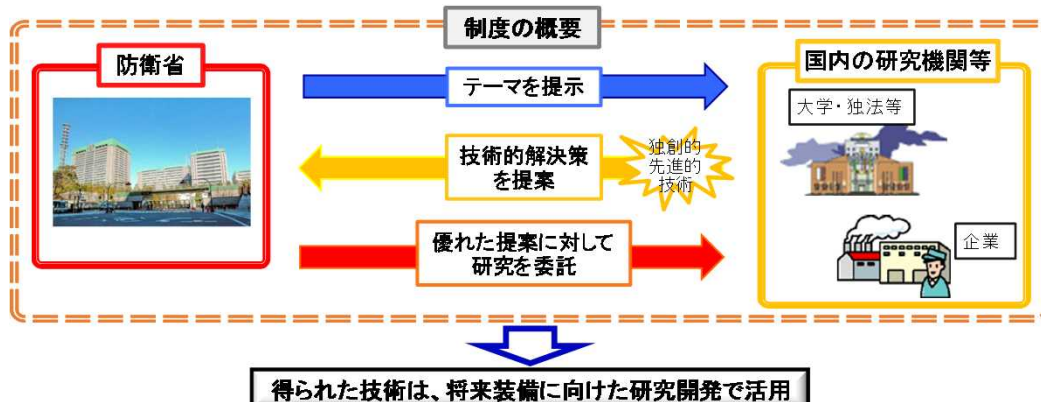 制度の概要
防衛省
国内の研究機関等
テーマを提示
大学・独法等
技術的解決策
を提案
独創的
先進的
技術
優れた提案に対して
研究を委託
企業
得られた技術は、将来装備に向けた研究開発で活用